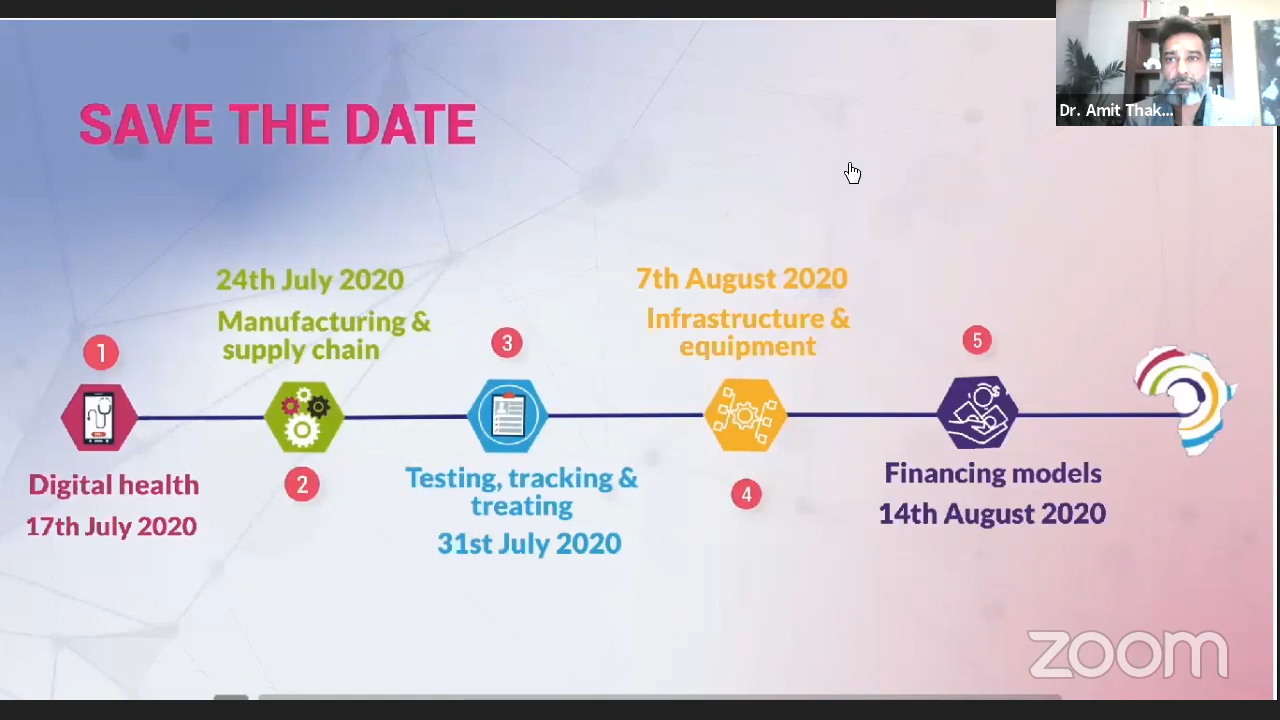 SAVE THE DATE
Dr. Amit Thak...
1
Digital health
17th July 2020
24th July 2020
Manufacturing &
supply chain
2
3
Testing, tracking &
treating
31st July 2020
7th August 2020
Infrastructure &
equipment
4
5
Financing models
14th August 2020
zoom